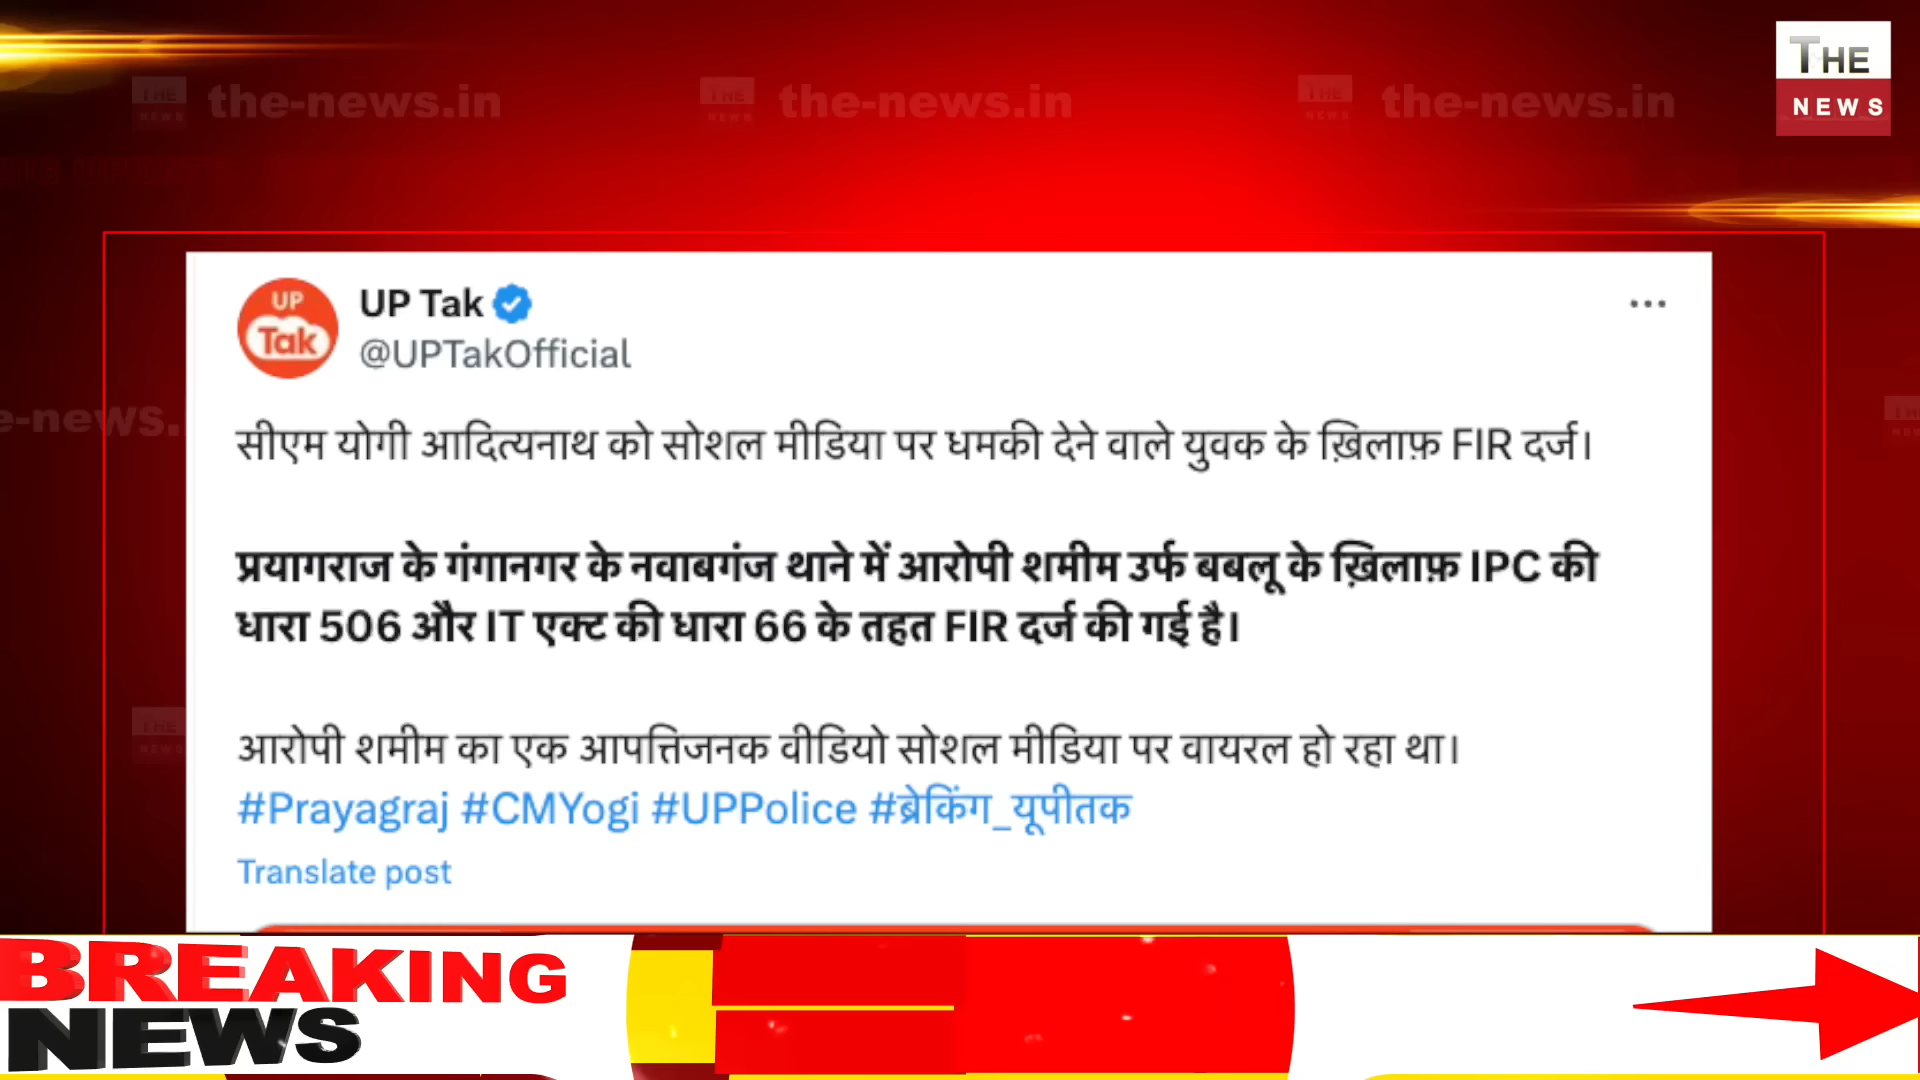 THE
NEWS
the-news.in
the-news.in
the-news.in
UP Tak
@UPTakOfficial
UP
Tak
सीएम योगी आदित्यनाथ को सोशल मीडिया पर धमकी देने वाले युवक के ख़िलाफ़ FIR दर्ज।
प्रयागराज के गंगानगर के नवाबगंज थाने में आरोपी शमीम उर्फ बबलू के ख़िलाफ़ IPC की
धारा 506 और IT एक्ट की धारा 66 के तहत FIR दर्ज की गई है।
आरोपी शमीम का एक आपत्तिजनक वीडियो सोशल मीडिया पर वायरल हो रहा था।
#Prayagraj #CMYogi #UPPolice #ब्रेकिंग_यूपीतक
Translate post
BREAKING
NEWS